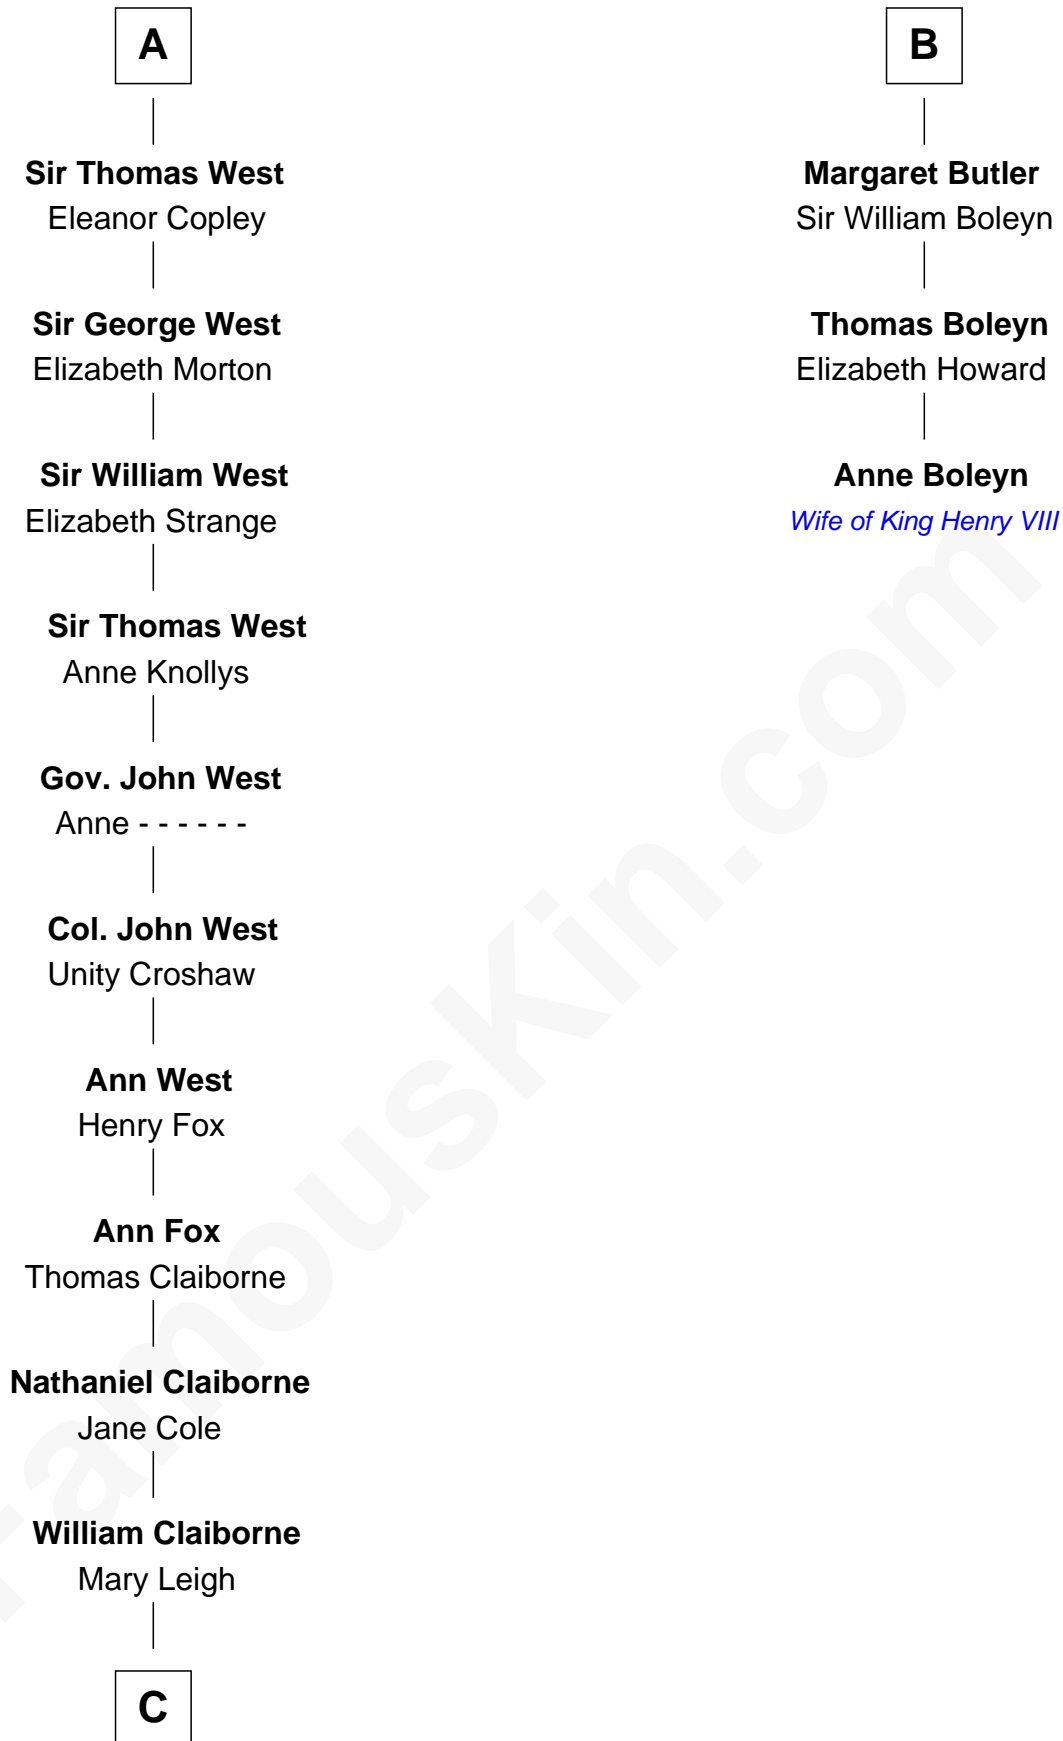 A
Sir Thomas West
Eleanor Copley
Sir George West
Elizabeth Morton
Sir William West
Elizabeth Strange
Sir Thomas West
Anne Knollys
Gov. John West
Anne - - - - - -
Col. John West
Unity Croshaw
Ann West
Henry Fox
Ann Fox
Thomas Claiborne
Nathaniel Claiborne
Jane Cole
William Claiborne
Mary Leigh
C
B
Margaret Butler
Sir William Boleyn
Thomas Boleyn
Elizabeth Howard
Anne Boleyn
Wife of King Henry VIII
FamousKin.com